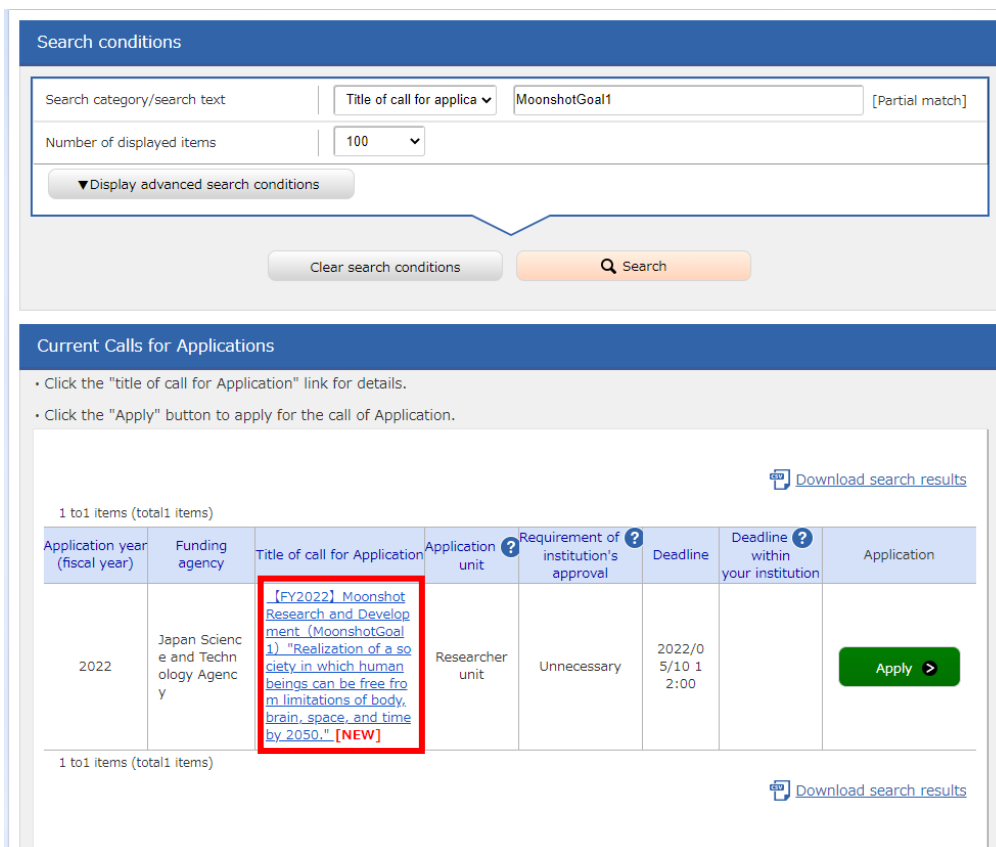 Search conditions
Search category/search text
Title of call for applica
MoonshotGoal1
[Partial match]
Number of displayed items
100
▼Display advanced search conditions
Clear search conditions
Search
Current Calls for Applications
・Click the "title of call for Application" link for details.
・Click the "Apply" button to apply for the call of Application.
CSV
Download search results
1 to1 items (total1 items)
Application year
(fiscal year)
Funding
agency
Title of call for Application
Application ?
unit
Requirement of ?
institution's
approval
Deadline
Deadline ?
within
your institution
Application
2022
Japan Scienc
e and Techn
ology Agenc
y
【FY2022】Moonshot
Research and Develop
ment（MoonshotGoal
1）"Realization of a so
ciety in which human
beings can be free fro
m limitations of body,
brain, space, and time
by 2050." [NEW]
Researcher
unit
Unnecessary
2022/0
5/10 1
2:00
Apply
1 to1 items (total1 items)
CSV
Download search results